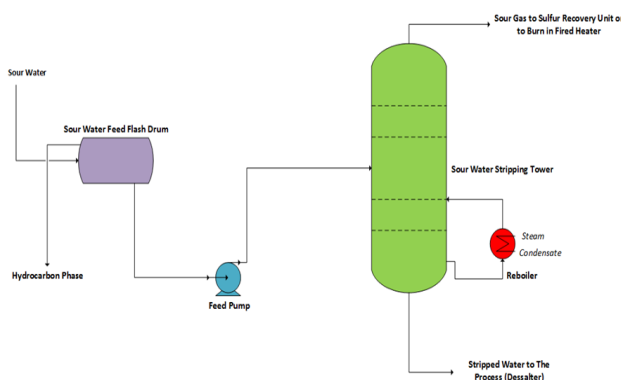 Sour Gas to Sulfur Recovery Unit or
to Burn in Fired Heater
Sour Water
Sour Water Feed Flash Drum
Sour Water Stripping Tower
Steam
Condensate
Reboiler
Hydrocarbon Phase
Feed Pump
Stripped Water to The
Process (Dessalter)